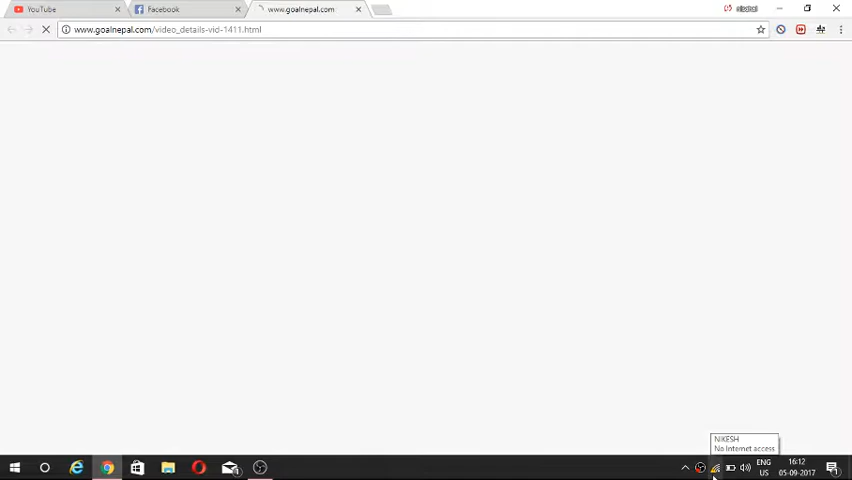 YouTube
Facebook
www.goalnepal.com
www.goalnepal.com/video_details-vid-1411.html
NIKESH
No Internet access
ENG
US
16:12
05-09-2017